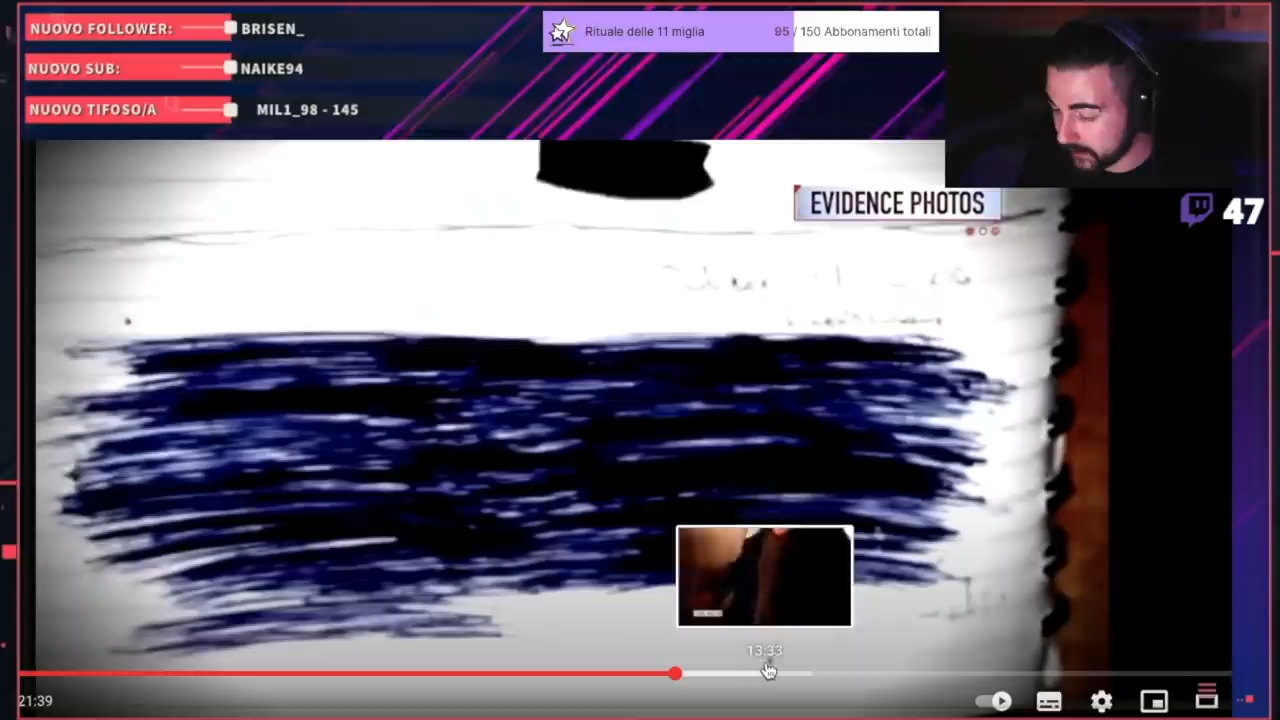 NUOVO FOLLOWER: BRISEN_
NUOVO SUB: NAIKE94
NUOVO TIFOSO/A MIL1_98 - 145
Rituale delle 11 miglia 95 / 150 Abbonamenti totali
EVIDENCE PHOTOS
47
13:33
21:39